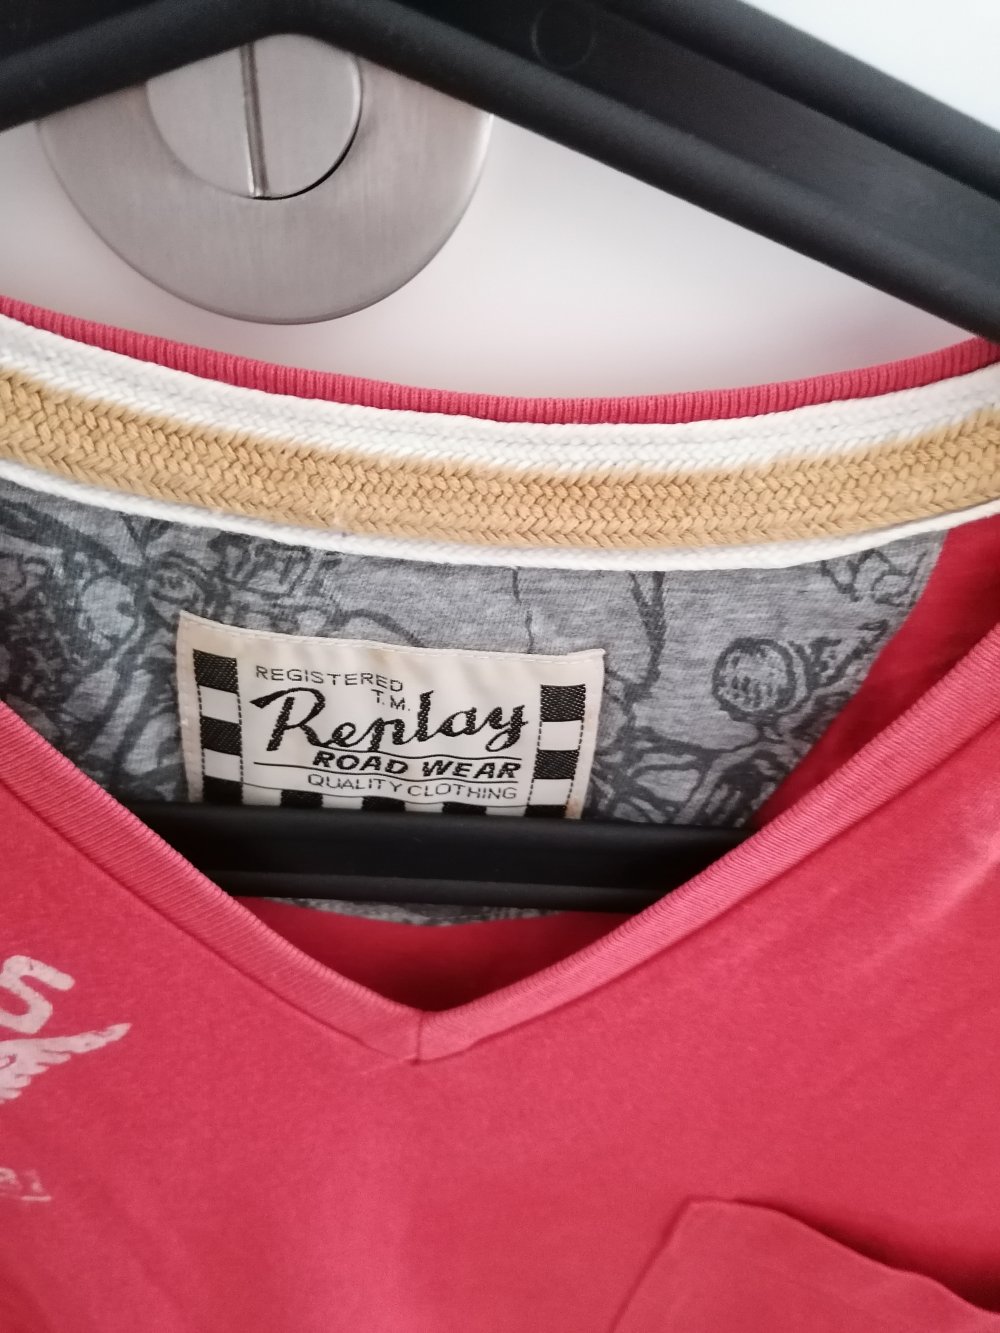 REGISTERED
T.M.
Replay
ROAD WEAR
QUALITY CLOTHING
S